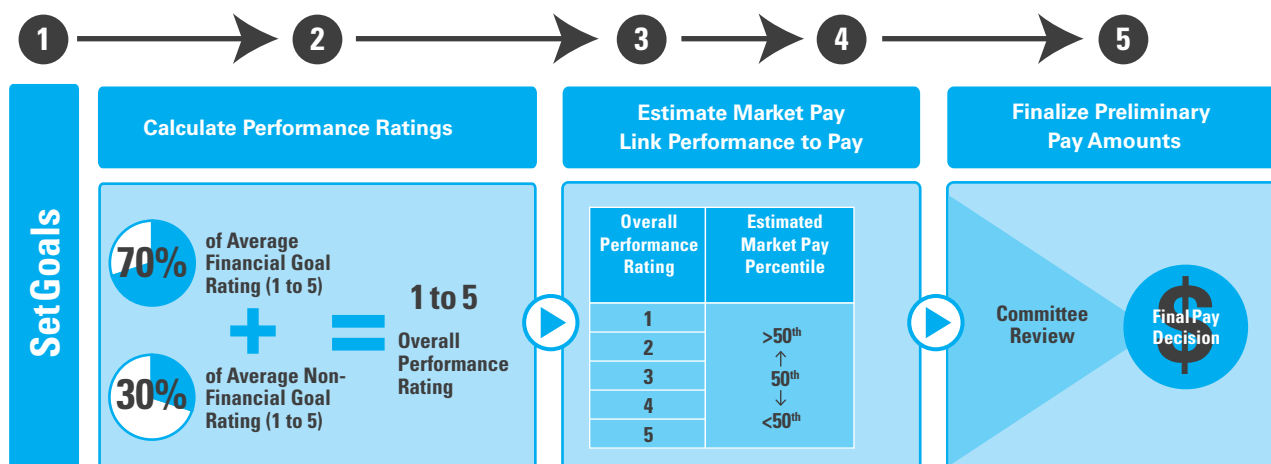 1
2
3
4
5
SetGoals
Calculate Performance Ratings
70%
of Average
Financial Goal
Rating (1 to 5)
30%
of Average Non-
Financial Goal
Rating (1 to 5)
+
=
1 to 5
Overall
Performance
Rating
Estimate Market Pay
Link Performance to Pay
Overall
Performance
Rating
Estimated
Market Pay
Percentile
1
2
3
4
5
>50th
↑
50th
↓
<50th
Finalize Preliminary
Pay Amounts
Committee
Review
$
Final Pay
Decision